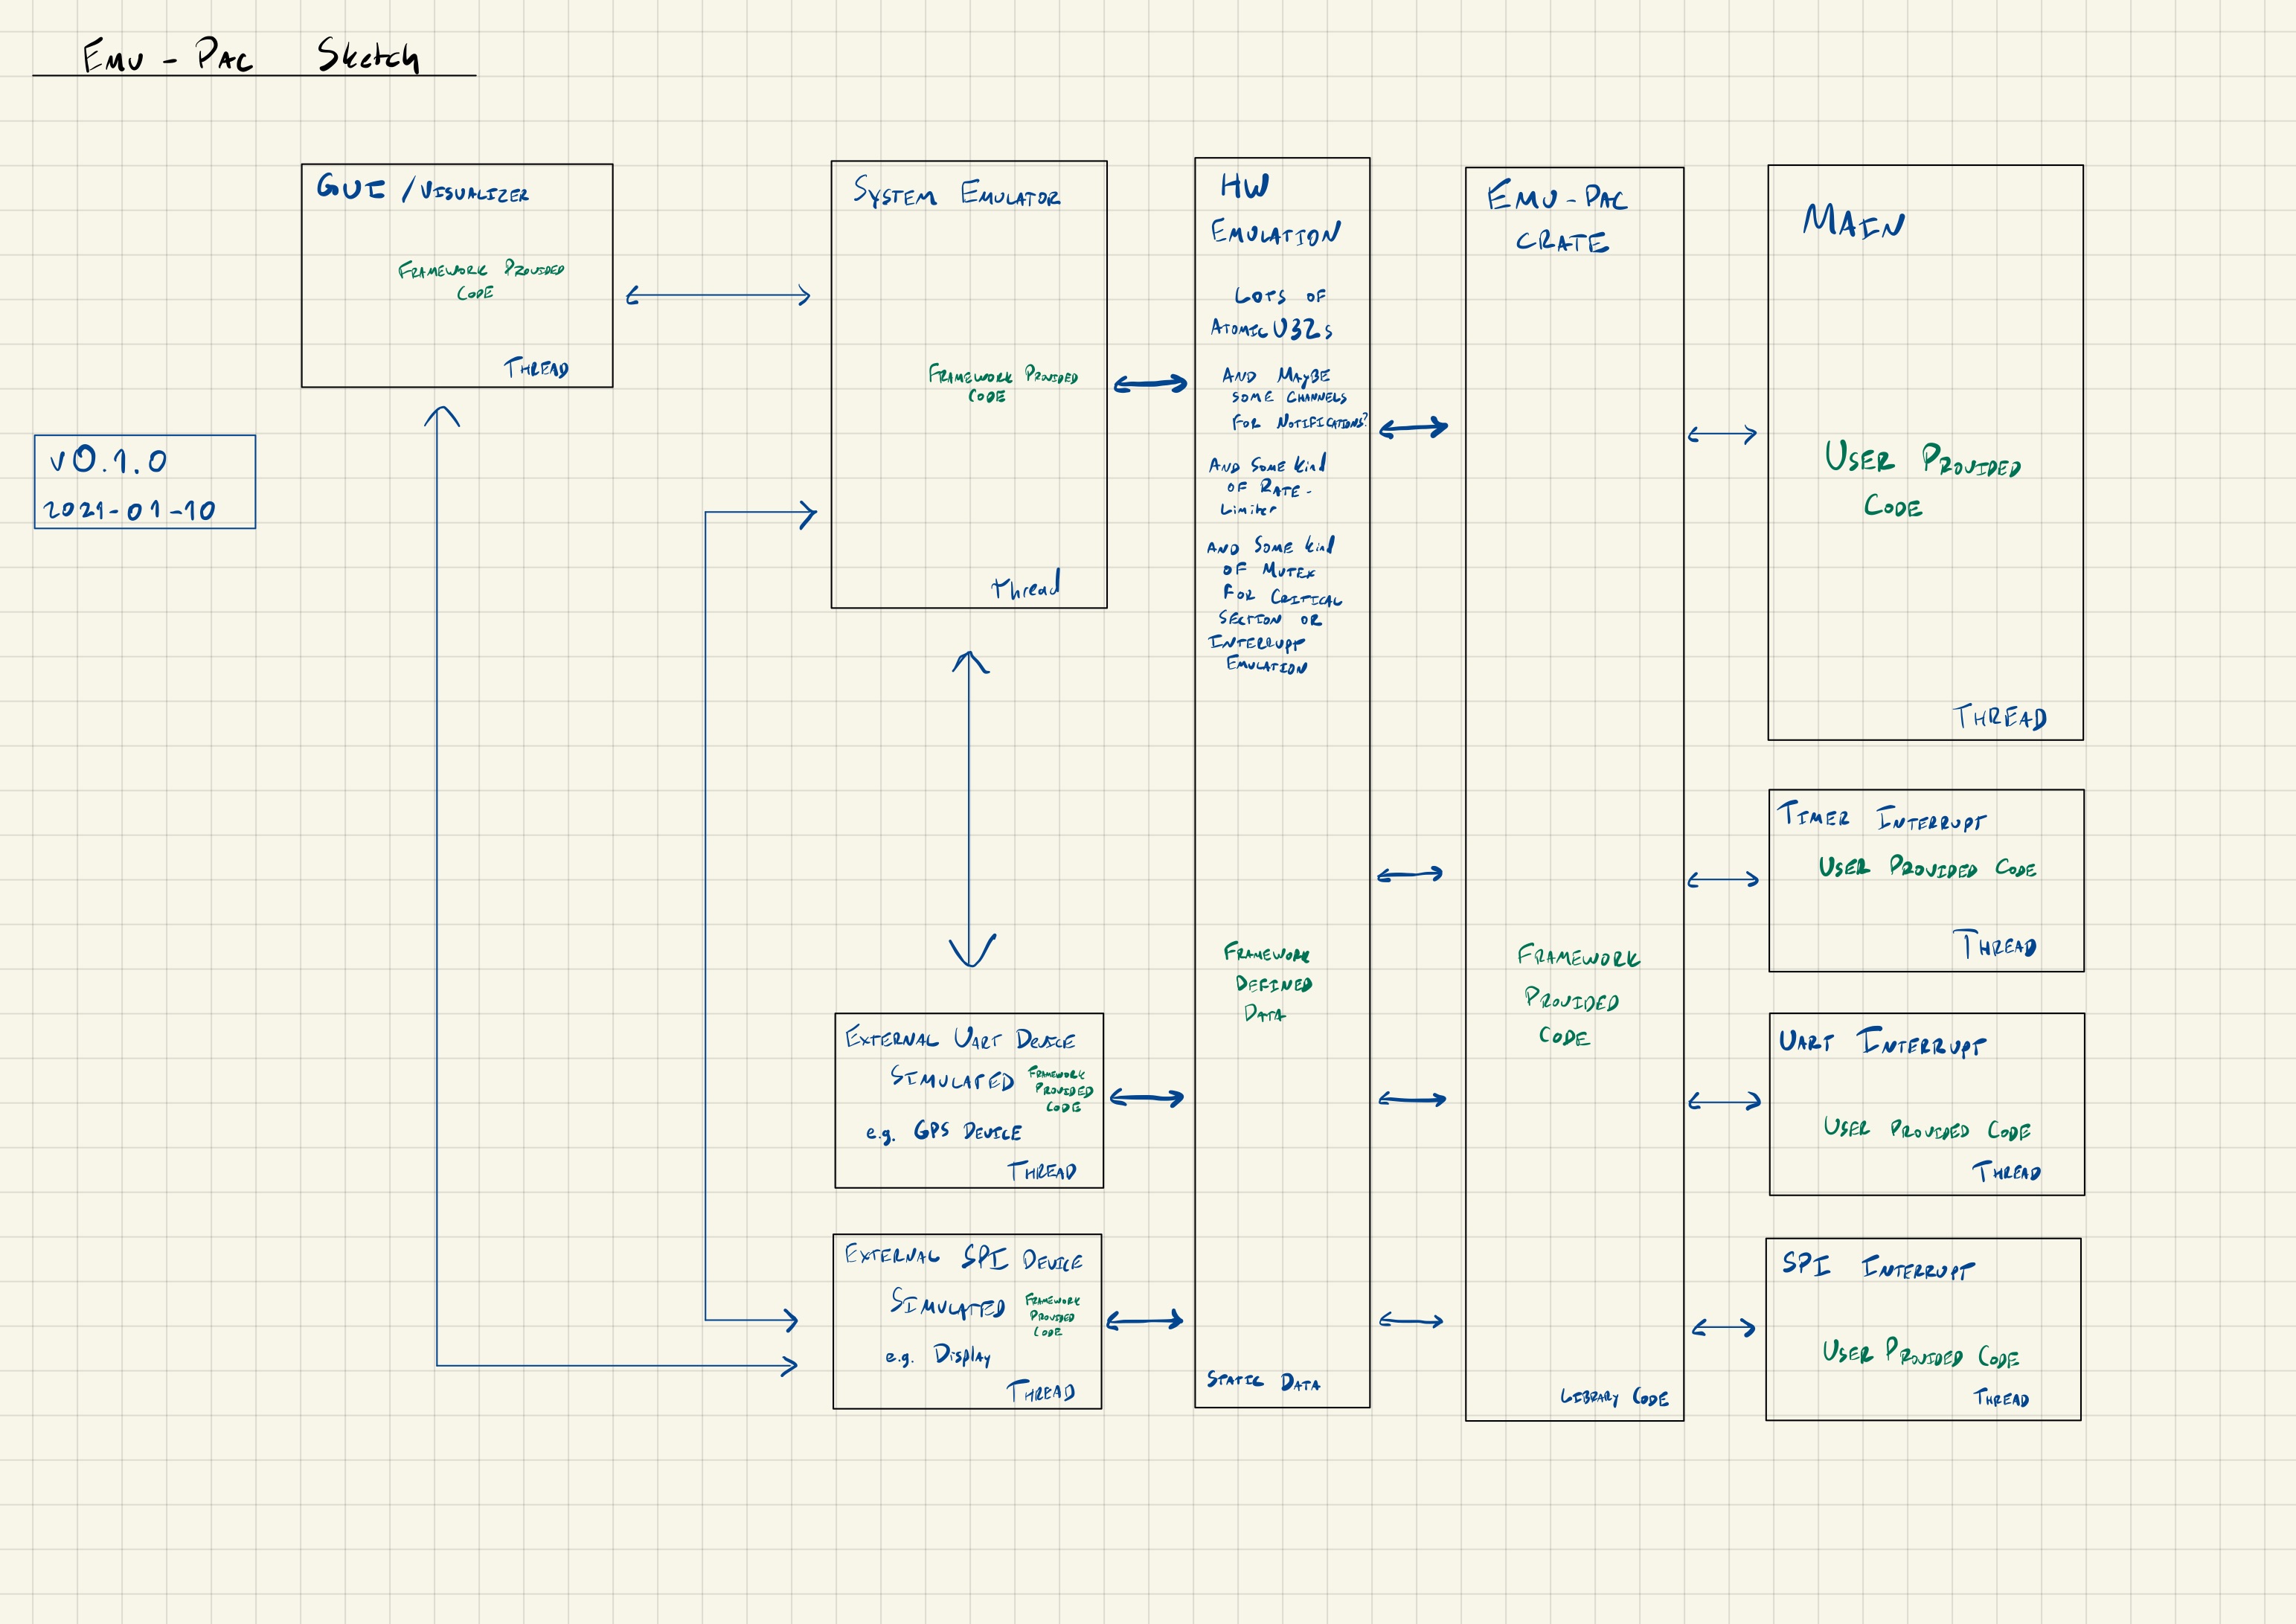 Emu - Pac Sketch
v0.1.0
2021-01-10
GUI / Visualizer
Framework Provided
Code
Thread
System Emulator
Framework Provided
Code
Thread
External Uart Device
Simulated
Framework
Provided
Code
e.g. GPS Device
Thread
External SPI Device
Simulated
Framework
Provided
Code
e.g. Display
Thread
HW
Emulation
Lots of
Atomic U32s
And Maybe
some channels
for Notifications?
And some kind
of Rate-
Limiter
And some kind
of Mutex
for Critical
Section or
Interrupt
Emulation
Framework
Defined
Data
Static Data
Emu-Pac
Crate
Framework
Provided
Code
Library Code
Main
User Provided
Code
Thread
Timer Interrupt
User Provided Code
Thread
Uart Interrupt
User Provided Code
Thread
SPI Interrupt
User Provided Code
Thread